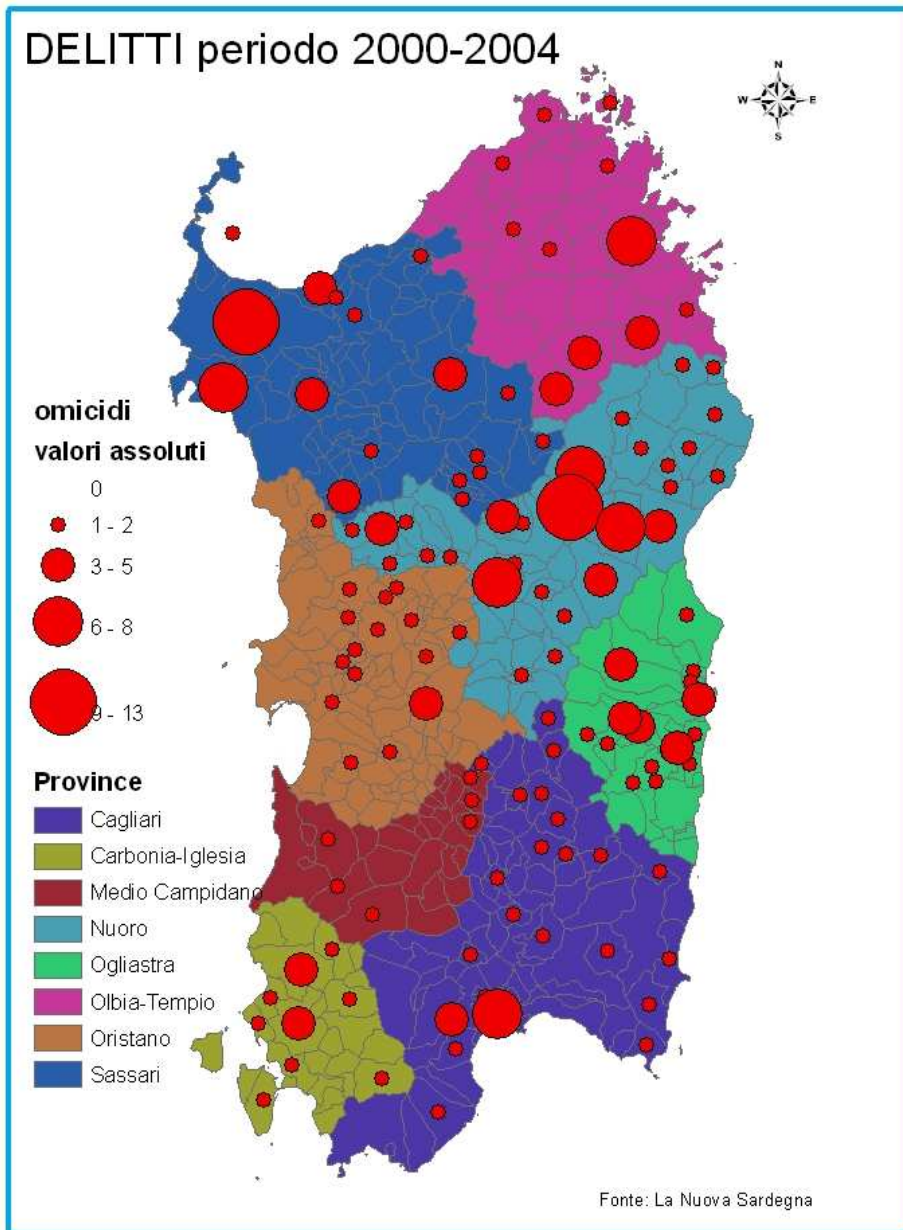 DELITTI periodo 2000-2004
N
W E
S
omicidi
valori assoluti
0
1 - 2
3 - 5
6 - 8
9 - 13
Province
Cagliari
Carbonia-Iglesia
Medio Campidano
Nuoro
Ogliastra
Olbia-Tempio
Oristano
Sassari
Fonte: La Nuova Sardegna